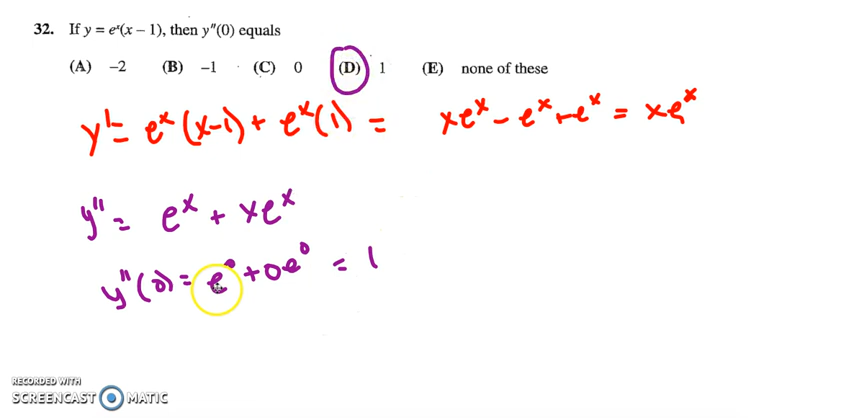 32. If y = eˣ(x − 1), then y″(0) equals
(A) −2 (B) −1 (C) 0 (D) 1 (E) none of these
y' = eˣ(x-1) + eˣ(1) = xeˣ - eˣ + eˣ = xeˣ
y'' = eˣ + xeˣ
y''(0) = e⁰ + 0e⁰ = 1
RECORDED WITH
SCREENCAST MATIC